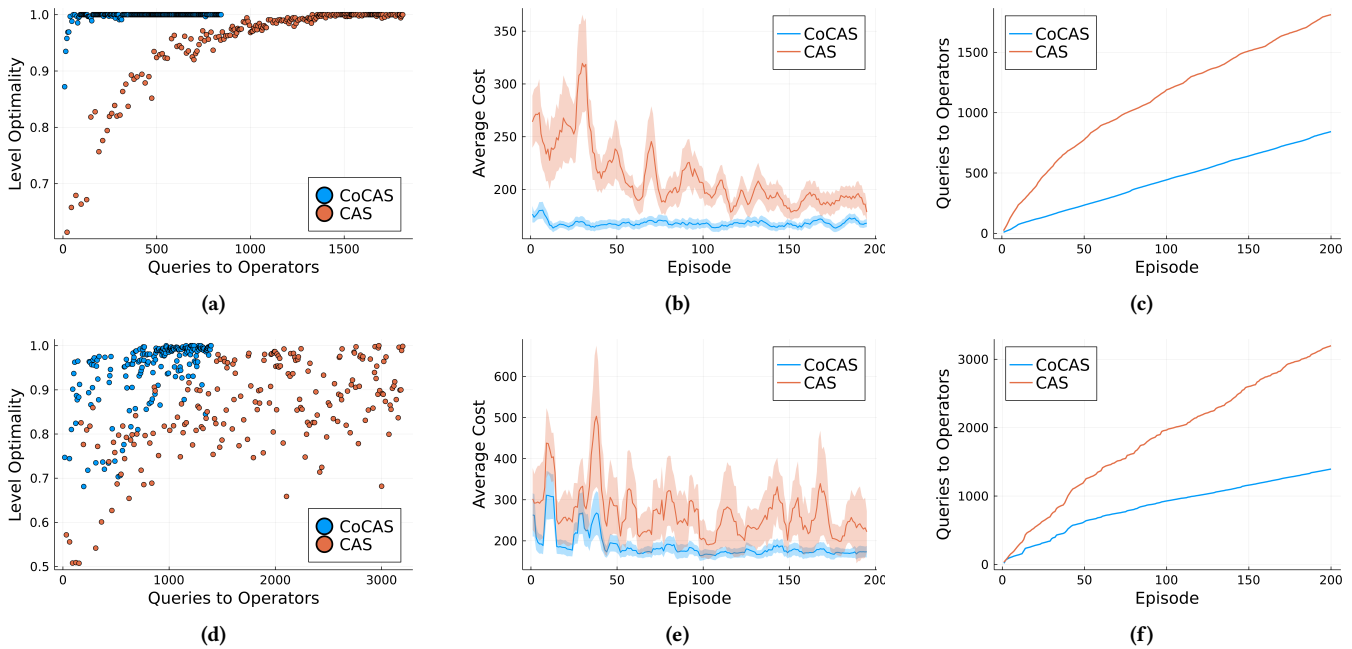 1.0
0.9
0.8
0.7
Level Optimality
CoCAS
CAS
0
500
1000
1500
Queries to Operators
(a)
350
300
250
200
Average Cost
CoCAS
CAS
0
50
100
150
200
Episode
(b)
1500
1000
500
0
Queries to Operators
CoCAS
CAS
0
50
100
150
200
Episode
(c)
1.0
0.9
0.8
0.7
0.6
0.5
Level Optimality
CoCAS
CAS
0
1000
2000
3000
Queries to Operators
(d)
600
500
400
300
200
Average Cost
CoCAS
CAS
0
50
100
150
200
Episode
(e)
3000
2000
1000
0
Queries to Operators
CoCAS
CAS
0
50
100
150
200
Episode
(f)